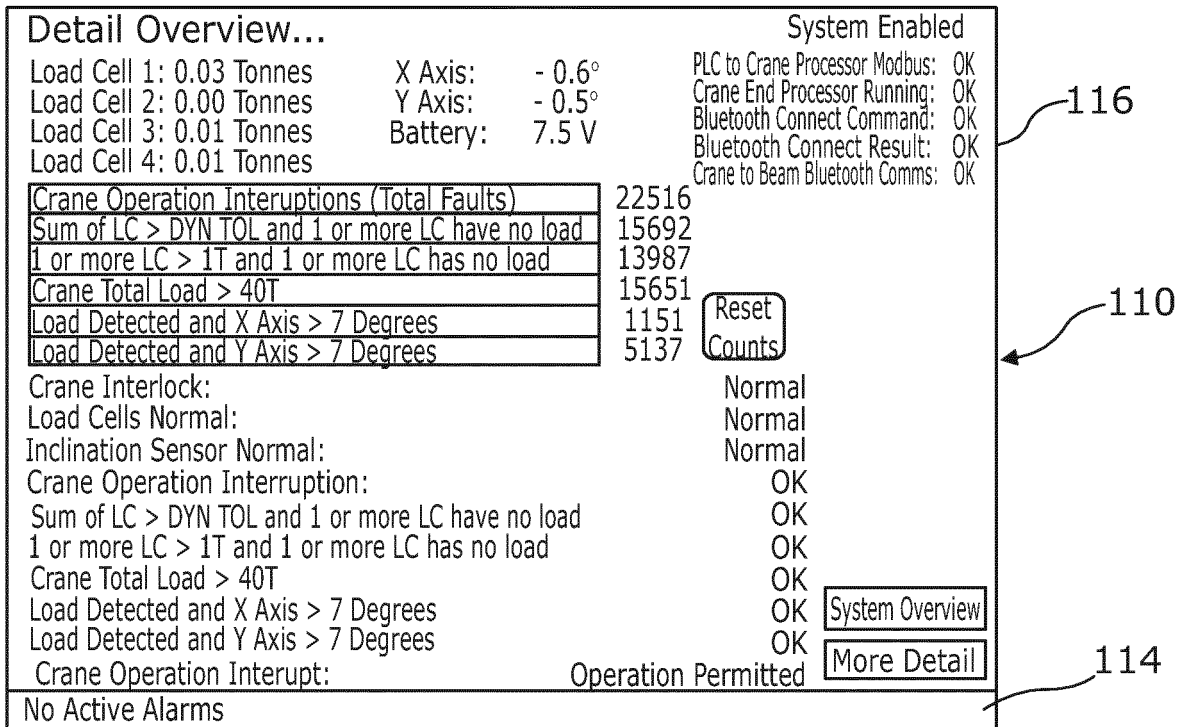 Detail Overview...
System Enabled
Load Cell 1: 0.03 Tonnes
Load Cell 2: 0.00 Tonnes
Load Cell 3: 0.01 Tonnes
Load Cell 4: 0.01 Tonnes
X Axis: - 0.6°
Y Axis: - 0.5°
Battery: 7.5 V
PLC to Crane Processor Modbus: OK
Crane End Processor Running: OK
Bluetooth Connect Command: OK
Bluetooth Connect Result: OK
Crane to Beam Bluetooth Comms: OK
116
Crane Operation Interuptions (Total Faults) 22516
Sum of LC > DYN TOL and 1 or more LC have no load 15692
1 or more LC > 1T and 1 or more LC has no load 13987
Crane Total Load > 40T 15651
Load Detected and X Axis > 7 Degrees 1151
Load Detected and Y Axis > 7 Degrees 5137
Reset
Counts
110
Crane Interlock: Normal
Load Cells Normal: Normal
Inclination Sensor Normal: Normal
Crane Operation Interruption: OK
Sum of LC > DYN TOL and 1 or more LC have no load OK
1 or more LC > 1T and 1 or more LC has no load OK
Crane Total Load > 40T OK
Load Detected and X Axis > 7 Degrees OK
Load Detected and Y Axis > 7 Degrees OK
Crane Operation Interupt: Operation Permitted
System Overview
More Detail
114
No Active Alarms